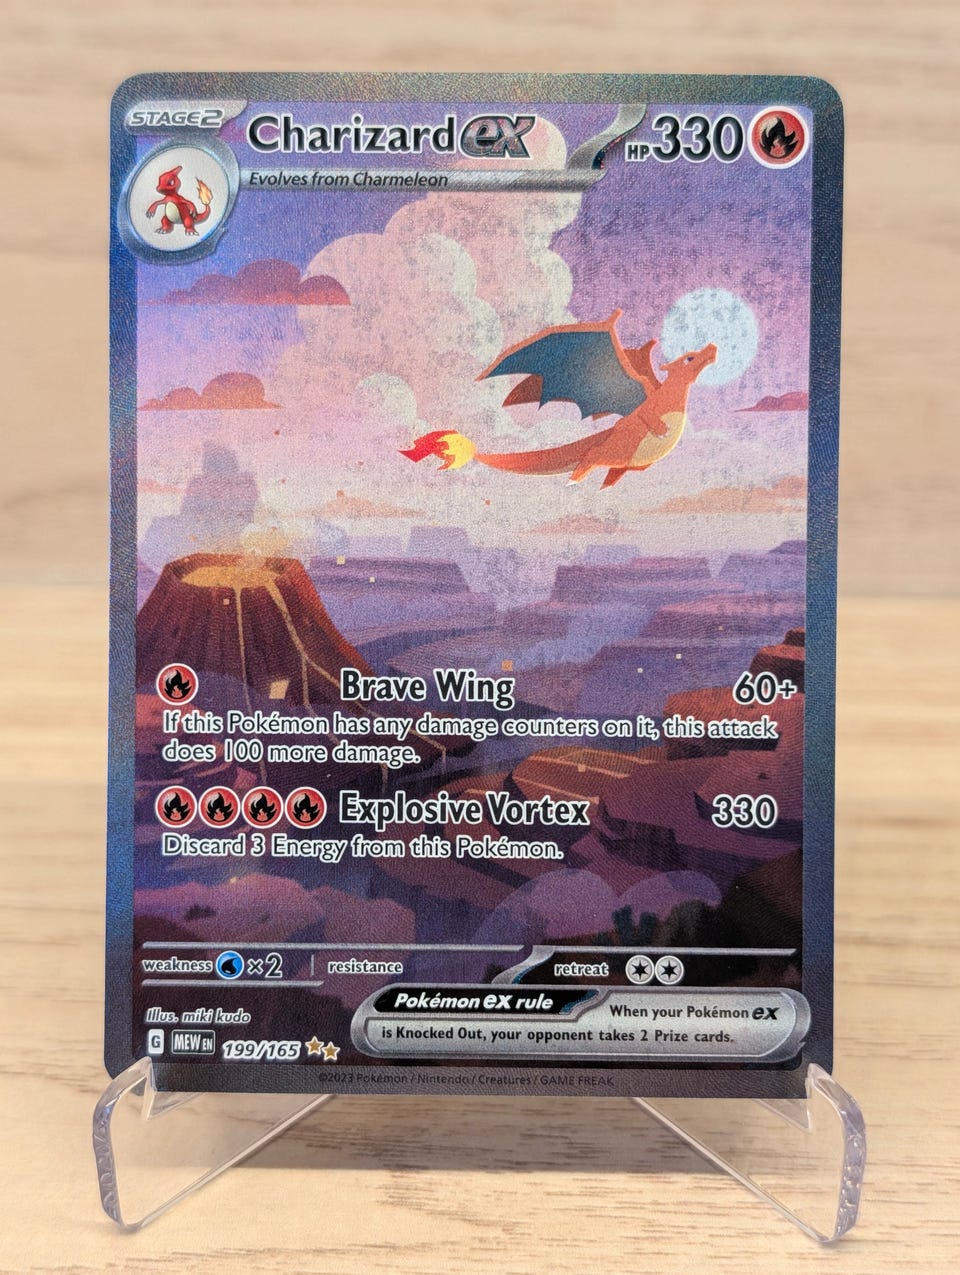 STAGE2
Charizard ex
HP 330
Evolves from Charmeleon
Brave Wing 60+
If this Pokémon has any damage counters on it, this attack
does 100 more damage.
Explosive Vortex 330
Discard 3 Energy from this Pokémon.
weakness ×2 resistance retreat
Illus. miki kudo
Pokémon ex rule
When your Pokémon ex
is Knocked Out, your opponent takes 2 Prize cards.
G MEW EN 199/165
©2023 Pokémon / Nintendo / Creatures / GAME FREAK